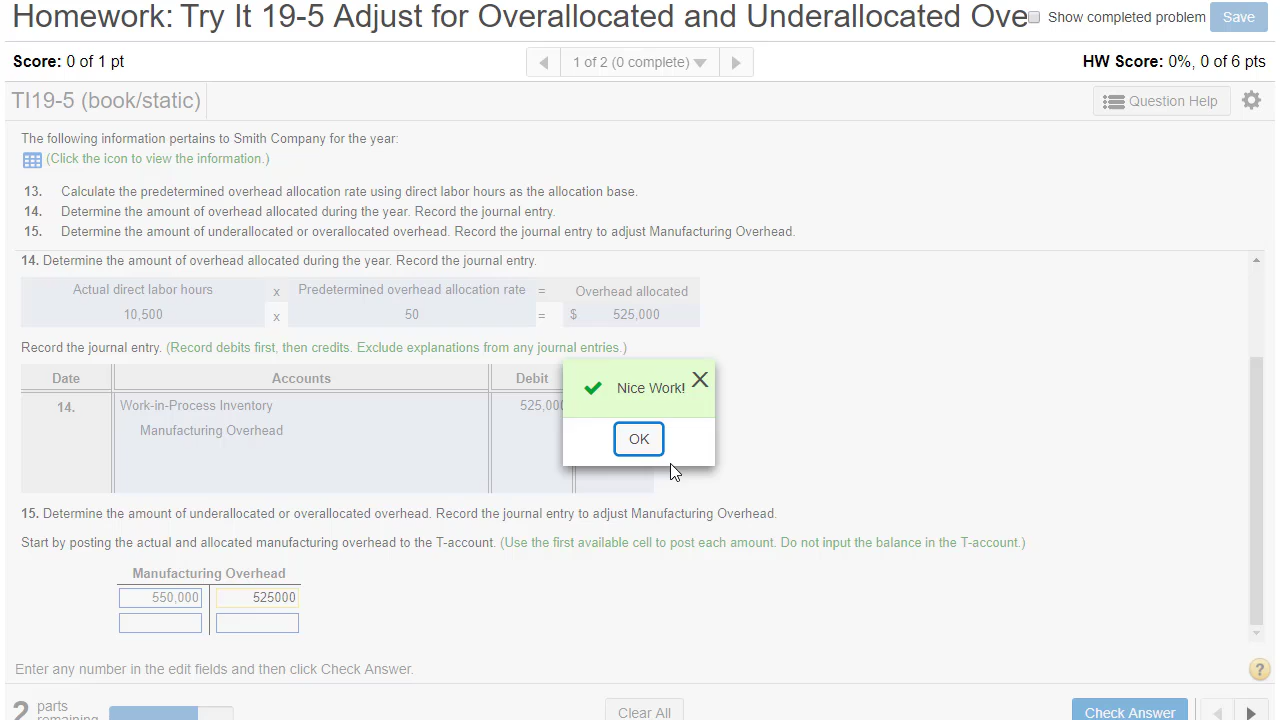 Homework: Try It 19-5 Adjust for Overallocated and Underallocated Ove
Show completed problem
Save
Score: 0 of 1 pt
1 of 2 (0 complete)
HW Score: 0%, 0 of 6 pts
TI19-5 (book/static)
Question Help
The following information pertains to Smith Company for the year:
(Click the icon to view the information.)
13. Calculate the predetermined overhead allocation rate using direct labor hours as the allocation base.
14. Determine the amount of overhead allocated during the year. Record the journal entry.
15. Determine the amount of underallocated or overallocated overhead. Record the journal entry to adjust Manufacturing Overhead.
14. Determine the amount of overhead allocated during the year. Record the journal entry.
Actual direct labor hours x Predetermined overhead allocation rate = Overhead allocated
10,500 x 50 = $ 525,000
Record the journal entry. (Record debits first, then credits. Exclude explanations from any journal entries.)
Date Accounts Debit
14. Work-in-Process Inventory 525,000
Manufacturing Overhead
Nice Work!
OK
15. Determine the amount of underallocated or overallocated overhead. Record the journal entry to adjust Manufacturing Overhead.
Start by posting the actual and allocated manufacturing overhead to the T-account. (Use the first available cell to post each amount. Do not input the balance in the T-account.)
Manufacturing Overhead
550,000 525000
Enter any number in the edit fields and then click Check Answer.
?
2 parts
remaining
Clear All
Check Answer